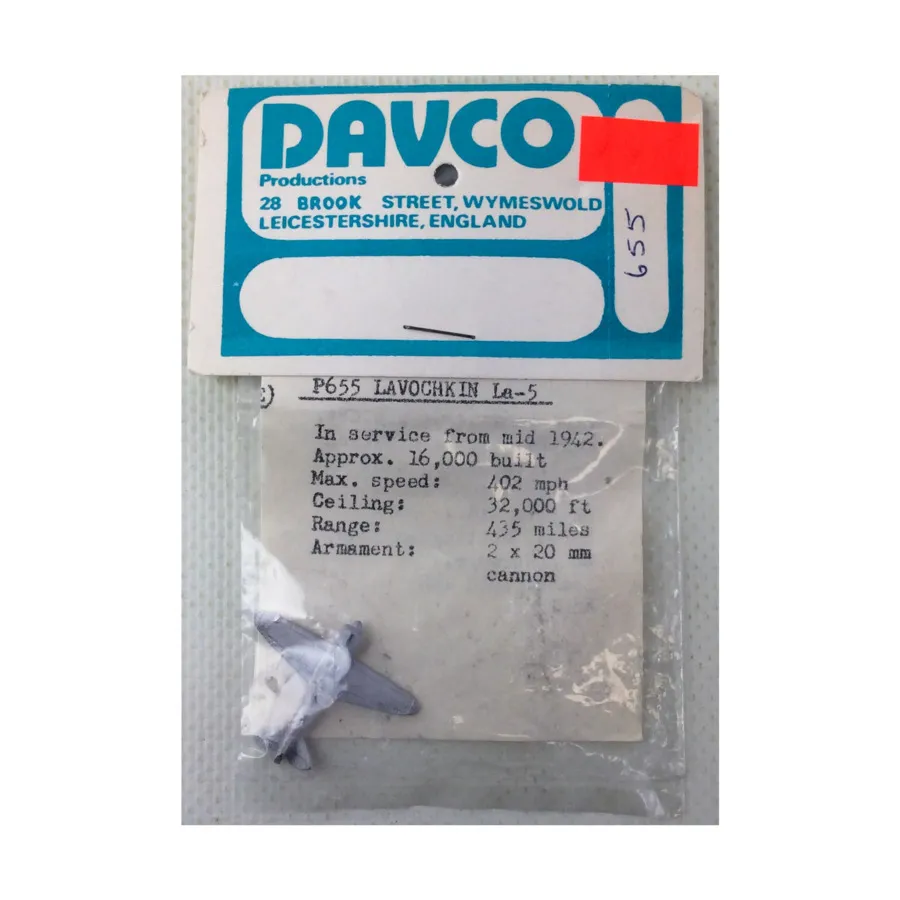 DAVCO
Productions
28 BROOK STREET, WYMESWOLD
LEICESTERSHIRE, ENGLAND
655
P655 LAVOCHKIN La-5
In service from mid 1942.
Approx. 16,000 built
Max. speed: 402 mph
Ceiling: 32,000 ft
Range: 435 miles
Armament: 2 x 20 mm
cannon